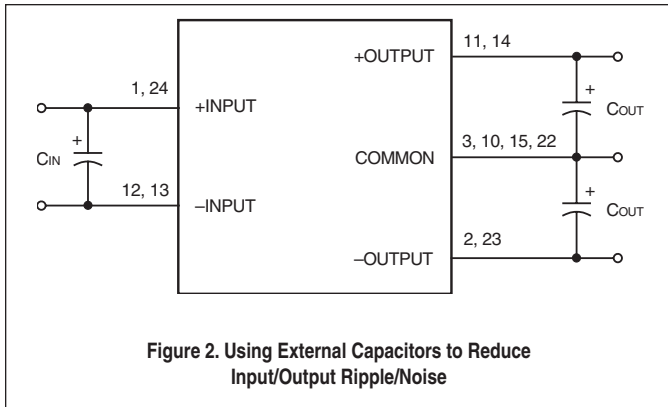 11, 14
+OUTPUT
+
COUT
1, 24
+INPUT
+
CIN
3, 10, 15, 22
COMMON
12, 13
–INPUT
+
COUT
2, 23
–OUTPUT
Figure 2. Using External Capacitors to Reduce
Input/Output Ripple/Noise